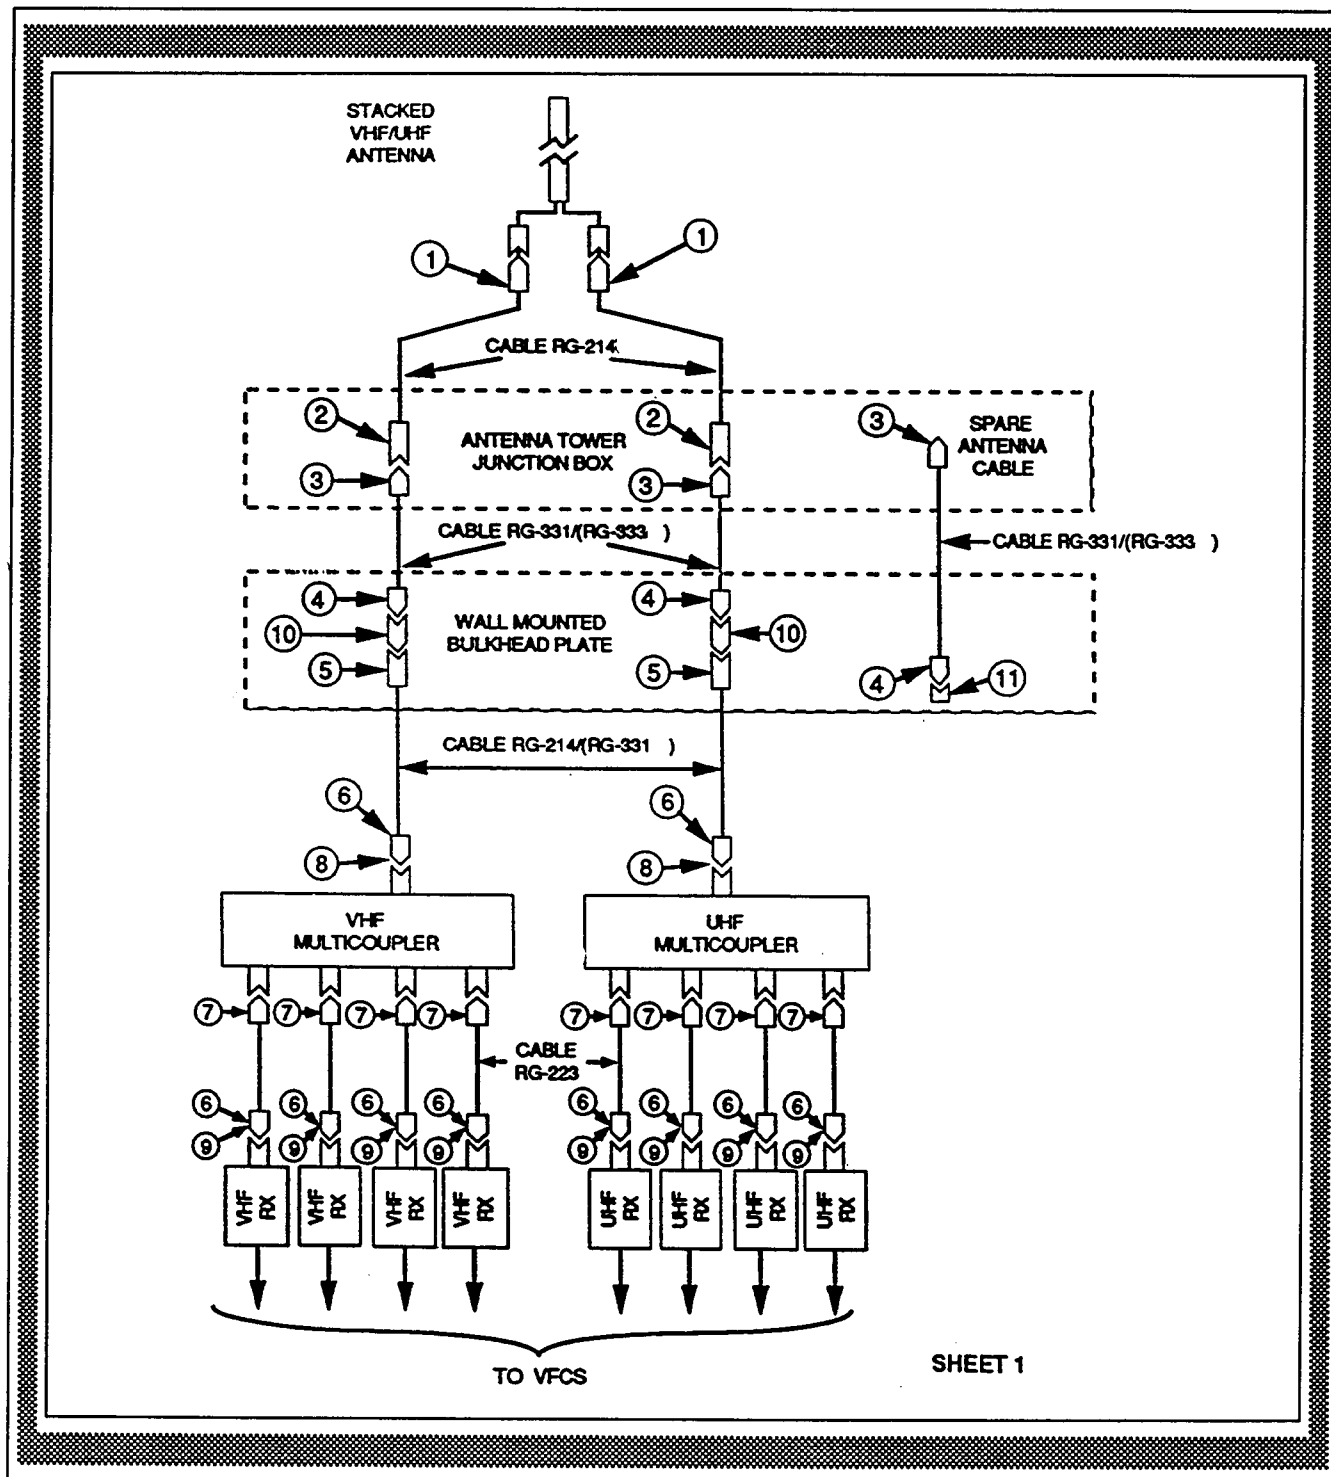 STACKED
VHF/UHF
ANTENNA
1
1
CABLE RG-214
2
ANTENNA TOWER
JUNCTION BOX
2
3
SPARE
ANTENNA
CABLE
3
3
CABLE RG-331/(RG-333 )
CABLE RG-331/(RG-333 )
4
WALL MOUNTED
BULKHEAD PLATE
4
10
10
5
5
4
11
CABLE RG-214/(RG-331 )
6
6
8
8
VHF
MULTICOUPLER
UHF
MULTICOUPLER
7 7 7 7 7 7 7 7
CABLE
RG-223
6 6 6 6 6 6 6 6
9 9 9 9 9 9 9 9
VHF RX
VHF RX
VHF RX
VHF RX
UHF RX
UHF RX
UHF RX
UHF RX
TO VFCS
SHEET 1